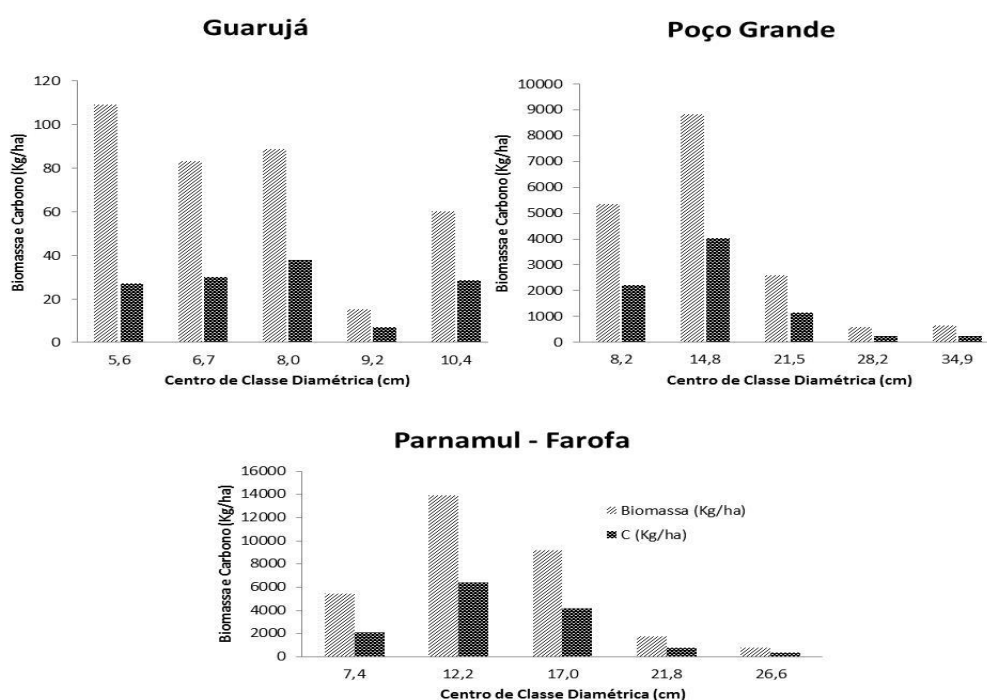 Guarujá
Biomassa e Carbono (Kg/ha)
120
100
80
60
40
20
0
5,6 6,7 8,0 9,2 10,4
Centro de Classe Diamétrica (cm)
Poço Grande
Biomassa e Carbono (Kg/ha)
10000
9000
8000
7000
6000
5000
4000
3000
2000
1000
0
8,2 14,8 21,5 28,2 34,9
Centro de Classe Diamétrica (cm)
Parnamul - Farofa
Biomassa e Carbono (Kg/ha)
16000
14000
12000
10000
8000
6000
4000
2000
0
Biomassa (Kg/ha)
C (Kg/ha)
7,4 12,2 17,0 21,8 26,6
Centro de Classe Diamétrica (cm)